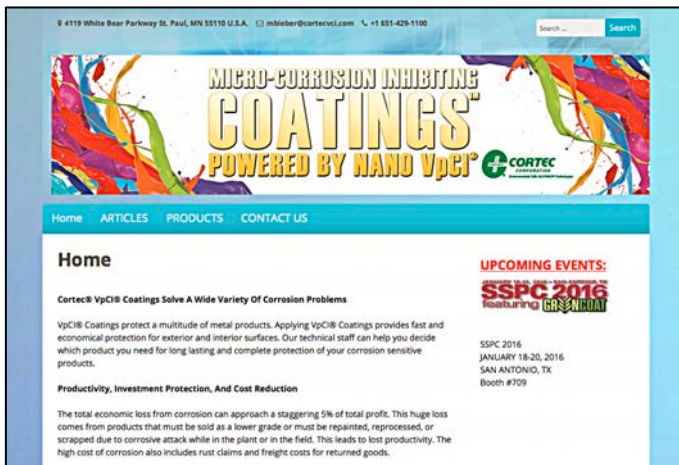 4119 White Bear Parkway St. Paul, MN 55110 U.S.A. mbieber@cortecvci.com +1 651-429-1100
Search ... Search
MICRO-CORROSION INHIBITING
COATINGS™
POWERED BY NANO VpCI®
CORTEC
CORPORATION
Home ARTICLES PRODUCTS CONTACT US
Home
Cortec® VpCI® Coatings Solve A Wide Variety Of Corrosion Problems
VpCI® Coatings protect a multitude of metal products. Applying VpCI® Coatings provides fast and
economical protection for exterior and interior surfaces. Our technical staff can help you decide
which product you need for long lasting and complete protection of your corrosion sensitive
products.
Productivity, Investment Protection, And Cost Reduction
The total economic loss from corrosion can approach a staggering 5% of total profit. This huge loss
comes from products that must be sold as a lower grade or must be repainted, reprocessed, or
scrapped due to corrosive attack while in the plant or in the field. This leads to lost productivity. The
high cost of corrosion also includes rust claims and freight costs for returned goods.
UPCOMING EVENTS:
JANUARY 18-21, 2016 • SAN ANTONIO, TX
SSPC 2016
featuring GREENCOAT
SSPC 2016
JANUARY 18-20, 2016
SAN ANTONIO, TX
Booth #709